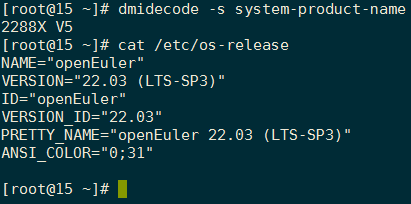 [root@15 ~]# dmidecode -s system-product-name
2288X V5
[root@15 ~]# cat /etc/os-release
NAME="openEuler"
VERSION="22.03 (LTS-SP3)"
ID="openEuler"
VERSION_ID="22.03"
PRETTY_NAME="openEuler 22.03 (LTS-SP3)"
ANSI_COLOR="0;31"
[root@15 ~]#